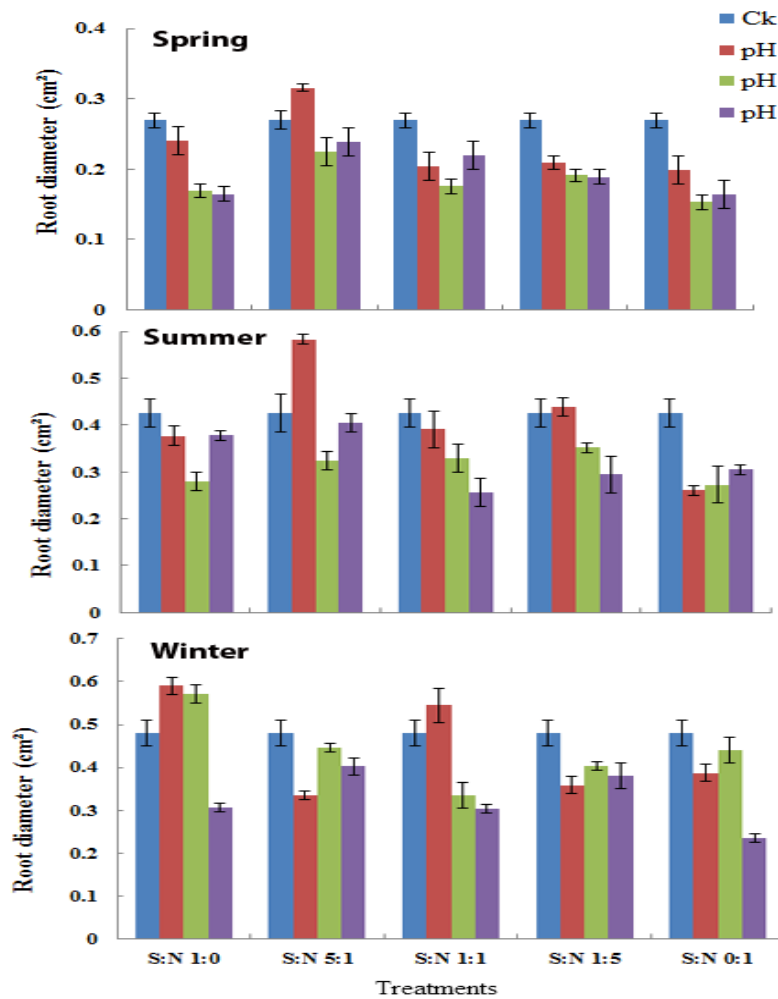 Spring
Ck
pH
pH
pH
Root diameter (cm²)
0.4
0.3
0.2
0.1
0
Summer
Root diameter (cm²)
0.6
0.5
0.4
0.3
0.2
0.1
0
Winter
Root diameter (cm²)
0.7
0.6
0.5
0.4
0.3
0.2
0.1
0
S:N 1:0 S:N 5:1 S:N 1:1 S:N 1:5 S:N 0:1
Treatments